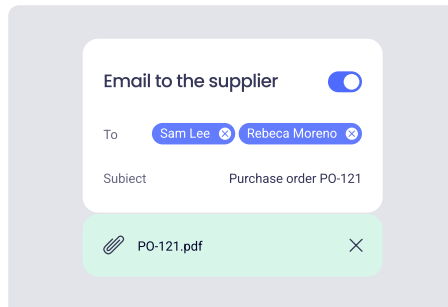 Email to the supplier
To Sam Lee Rebeca Moreno
Subiect Purchase order PO-121
PO-121.pdf